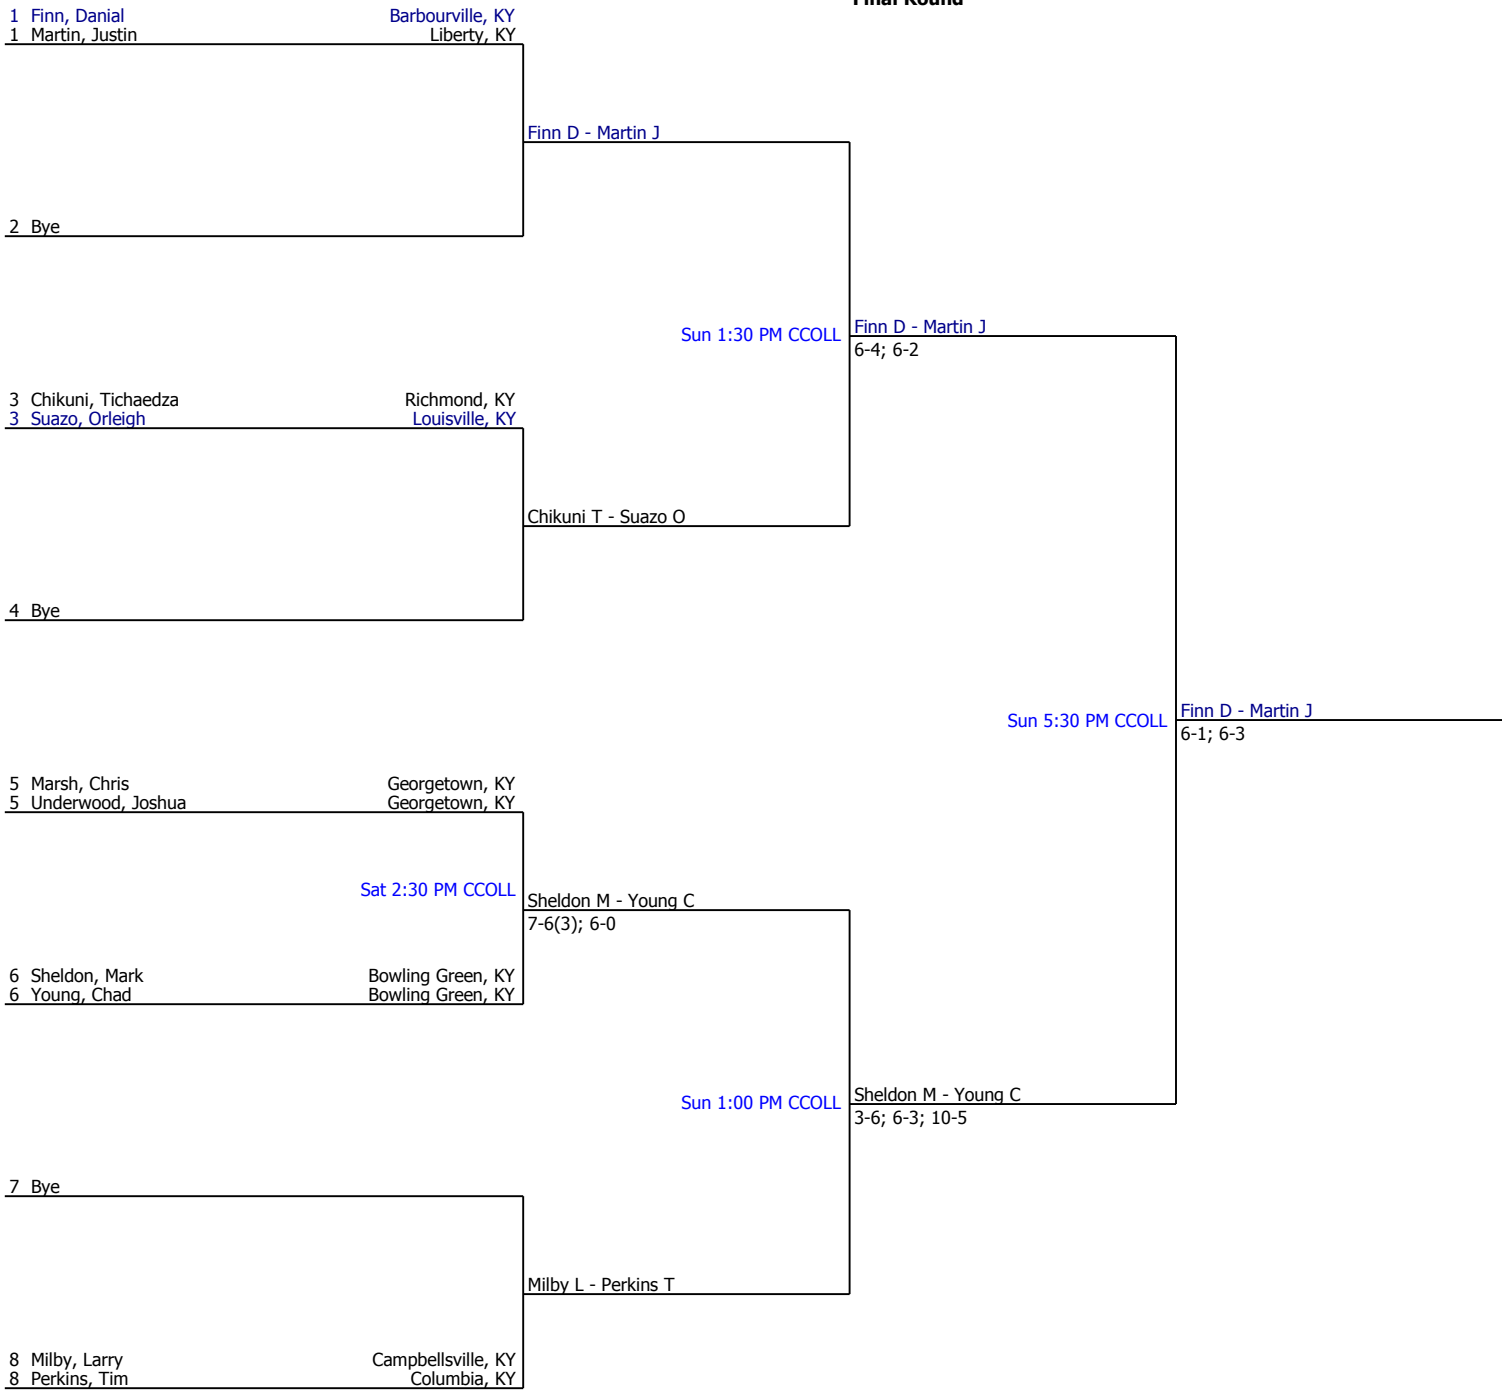 Final Round
1 Finn, Danial Barbourville, KY
1 Martin, Justin Liberty, KY
Finn D - Martin J
2 Bye
Sun 1:30 PM CCOLL
Finn D - Martin J
6-4; 6-2
3 Chikuni, Tichaedza Richmond, KY
3 Suazo, Orleigh Louisville, KY
Chikuni T - Suazo O
4 Bye
Sun 5:30 PM CCOLL
Finn D - Martin J
6-1; 6-3
5 Marsh, Chris Georgetown, KY
5 Underwood, Joshua Georgetown, KY
Sat 2:30 PM CCOLL
Sheldon M - Young C
7-6(3); 6-0
6 Sheldon, Mark Bowling Green, KY
6 Young, Chad Bowling Green, KY
Sun 1:00 PM CCOLL
Sheldon M - Young C
3-6; 6-3; 10-5
7 Bye
Milby L - Perkins T
8 Milby, Larry Campbellsville, KY
8 Perkins, Tim Columbia, KY